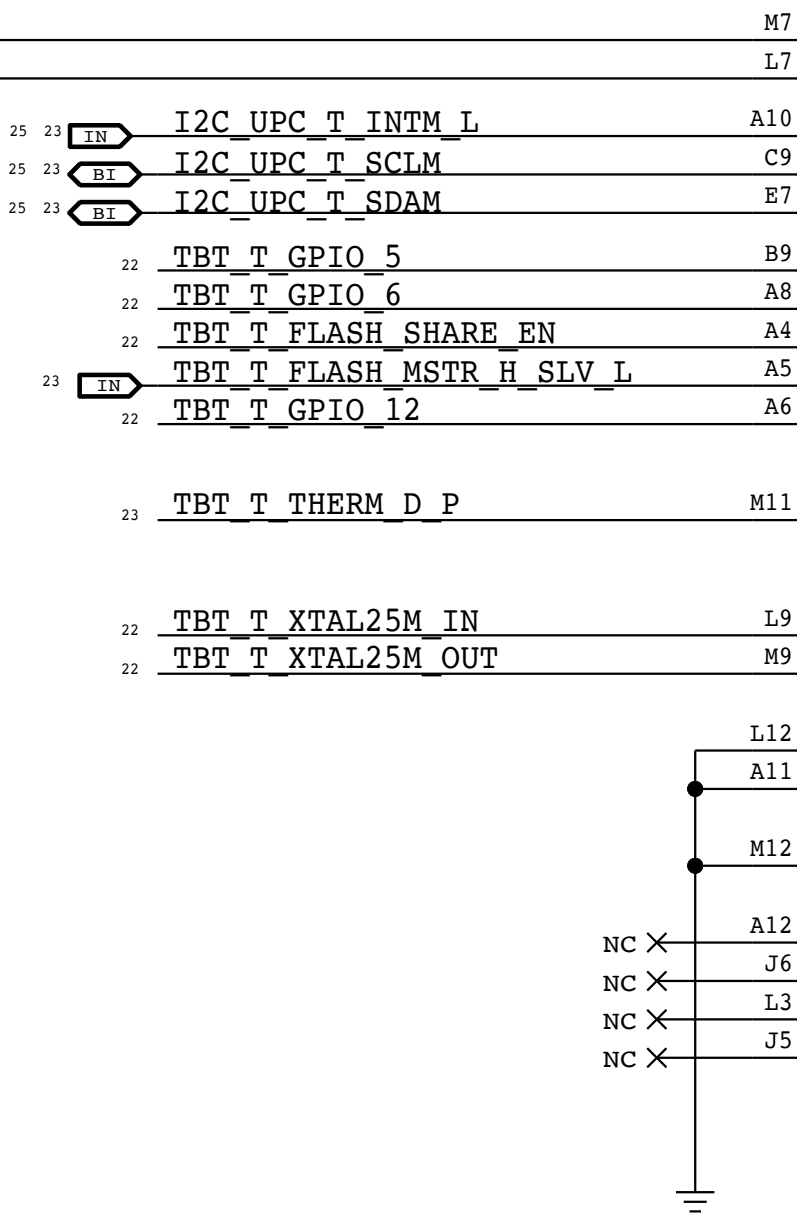 M7
L7
25 23 IN I2C_UPC_T_INTM_L A10
25 23 BI I2C_UPC_T_SCLM C9
25 23 BI I2C_UPC_T_SDAM E7
22 TBT_T_GPIO_5 B9
22 TBT_T_GPIO_6 A8
22 TBT_T_FLASH_SHARE_EN A4
23 IN TBT_T_FLASH_MSTR_H_SLV_L A5
22 TBT_T_GPIO_12 A6
23 TBT_T_THERM_D_P M11
22 TBT_T_XTAL25M_IN L9
22 TBT_T_XTAL25M_OUT M9
L12
A11
M12
NC A12
NC J6
NC L3
NC J5